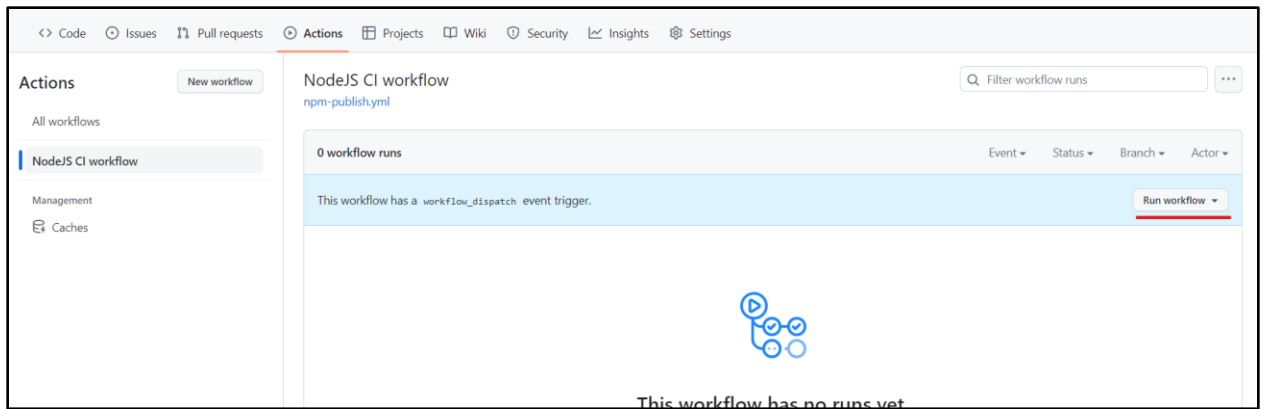 Code Issues Pull requests Actions Projects Wiki Security Insights Settings
Actions New workflow
All workflows
NodeJS CI workflow
Management
Caches
NodeJS CI workflow
npm-publish.yml
Filter workflow runs
0 workflow runs
Event Status Branch Actor
This workflow has a workflow_dispatch event trigger.
Run workflow
This workflow has no runs yet